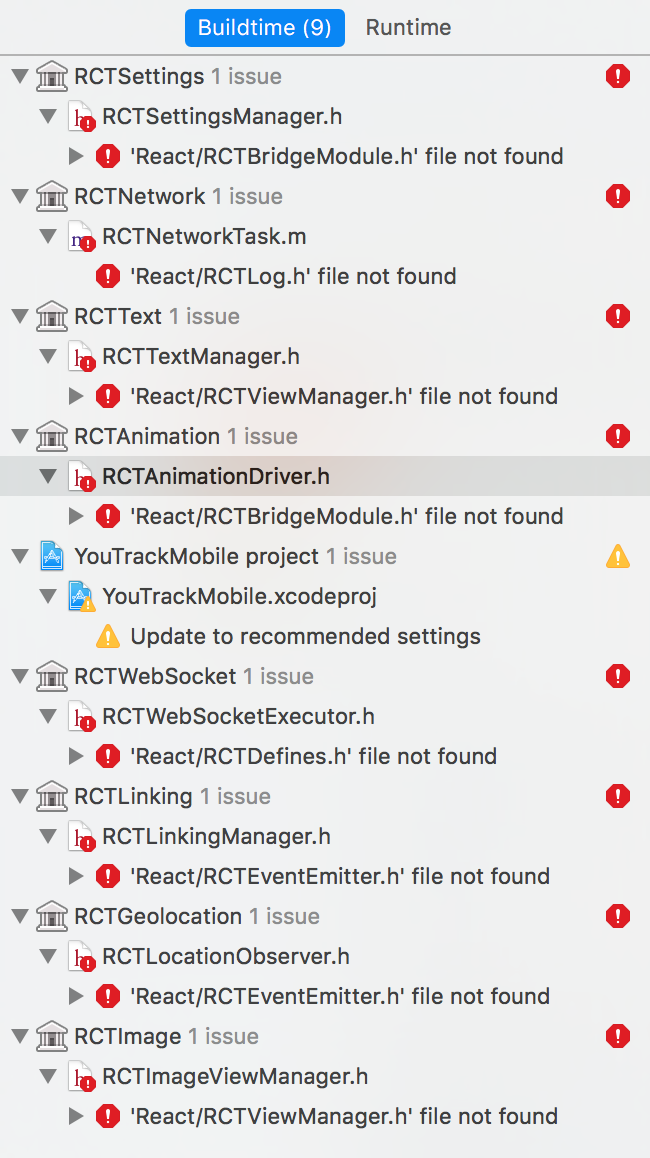 Buildtime (9) Runtime
RCTSettings 1 issue
RCTSettingsManager.h
'React/RCTBridgeModule.h' file not found
RCTNetwork 1 issue
RCTNetworkTask.m
'React/RCTLog.h' file not found
RCTText 1 issue
RCTTextManager.h
'React/RCTViewManager.h' file not found
RCTAnimation 1 issue
RCTAnimationDriver.h
'React/RCTBridgeModule.h' file not found
YouTrackMobile project 1 issue
YouTrackMobile.xcodeproj
Update to recommended settings
RCTWebSocket 1 issue
RCTWebSocketExecutor.h
'React/RCTDefines.h' file not found
RCTLinking 1 issue
RCTLinkingManager.h
'React/RCTEventEmitter.h' file not found
RCTGeolocation 1 issue
RCTLocationObserver.h
'React/RCTEventEmitter.h' file not found
RCTImage 1 issue
RCTImageViewManager.h
'React/RCTViewManager.h' file not found